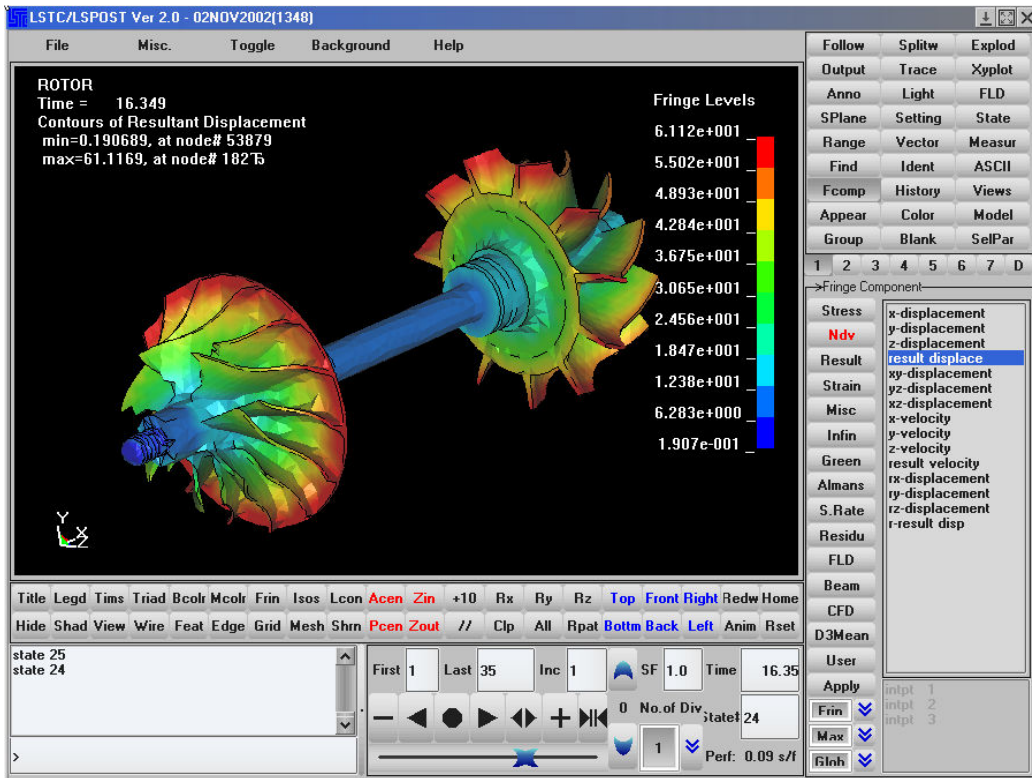 LSTC/LSPOST Ver 2.0 - 02NOV2002(1348)
File Misc. Toggle Background Help
ROTOR
Time = 16.349
Contours of Resultant Displacement
min=0.190689, at node# 53879
max=61.1169, at node# 18275
Fringe Levels
6.112e+001
5.502e+001
4.893e+001
4.284e+001
3.675e+001
3.065e+001
2.456e+001
1.847e+001
1.238e+001
6.283e+000
1.907e-001
Y
X
Z
Follow Splitw Explod
Output Trace Xyplot
Anno Light FLD
SPlane Setting State
Range Vector Measur
Find Ident ASCII
Fcomp History Views
Appear Color Model
Group Blank SelPar
1 2 3 4 5 6 7 D
->Fringe Component
Stress
Ndv
Result
Strain
Misc
Infin
Green
Almans
S.Rate
Residu
FLD
Beam
CFD
D3Mean
User
Apply
Frin
Max
Glob
x-displacement
y-displacement
z-displacement
result displace
xy-displacement
yz-displacement
xz-displacement
x-velocity
y-velocity
z-velocity
result velocity
rx-displacement
ry-displacement
rz-displacement
r-result disp
intpt 1
intpt 2
intpt 3
Title Legd Tims Triad Bcolr Mcolr Frin Isos Lcon Acen Zin +10 Rx Ry Rz Top Front Right Redw Home
Hide Shad View Wire Feat Edge Grid Mesh Shrn Pcen Zout // Clp All Rpat Bottm Back Left Anim Rset
state 25
state 24
>
First 1 Last 35 Inc 1 SF 1.0 Time 16.35
0 No.of Div State# 24
1 Perf: 0.09 s/f